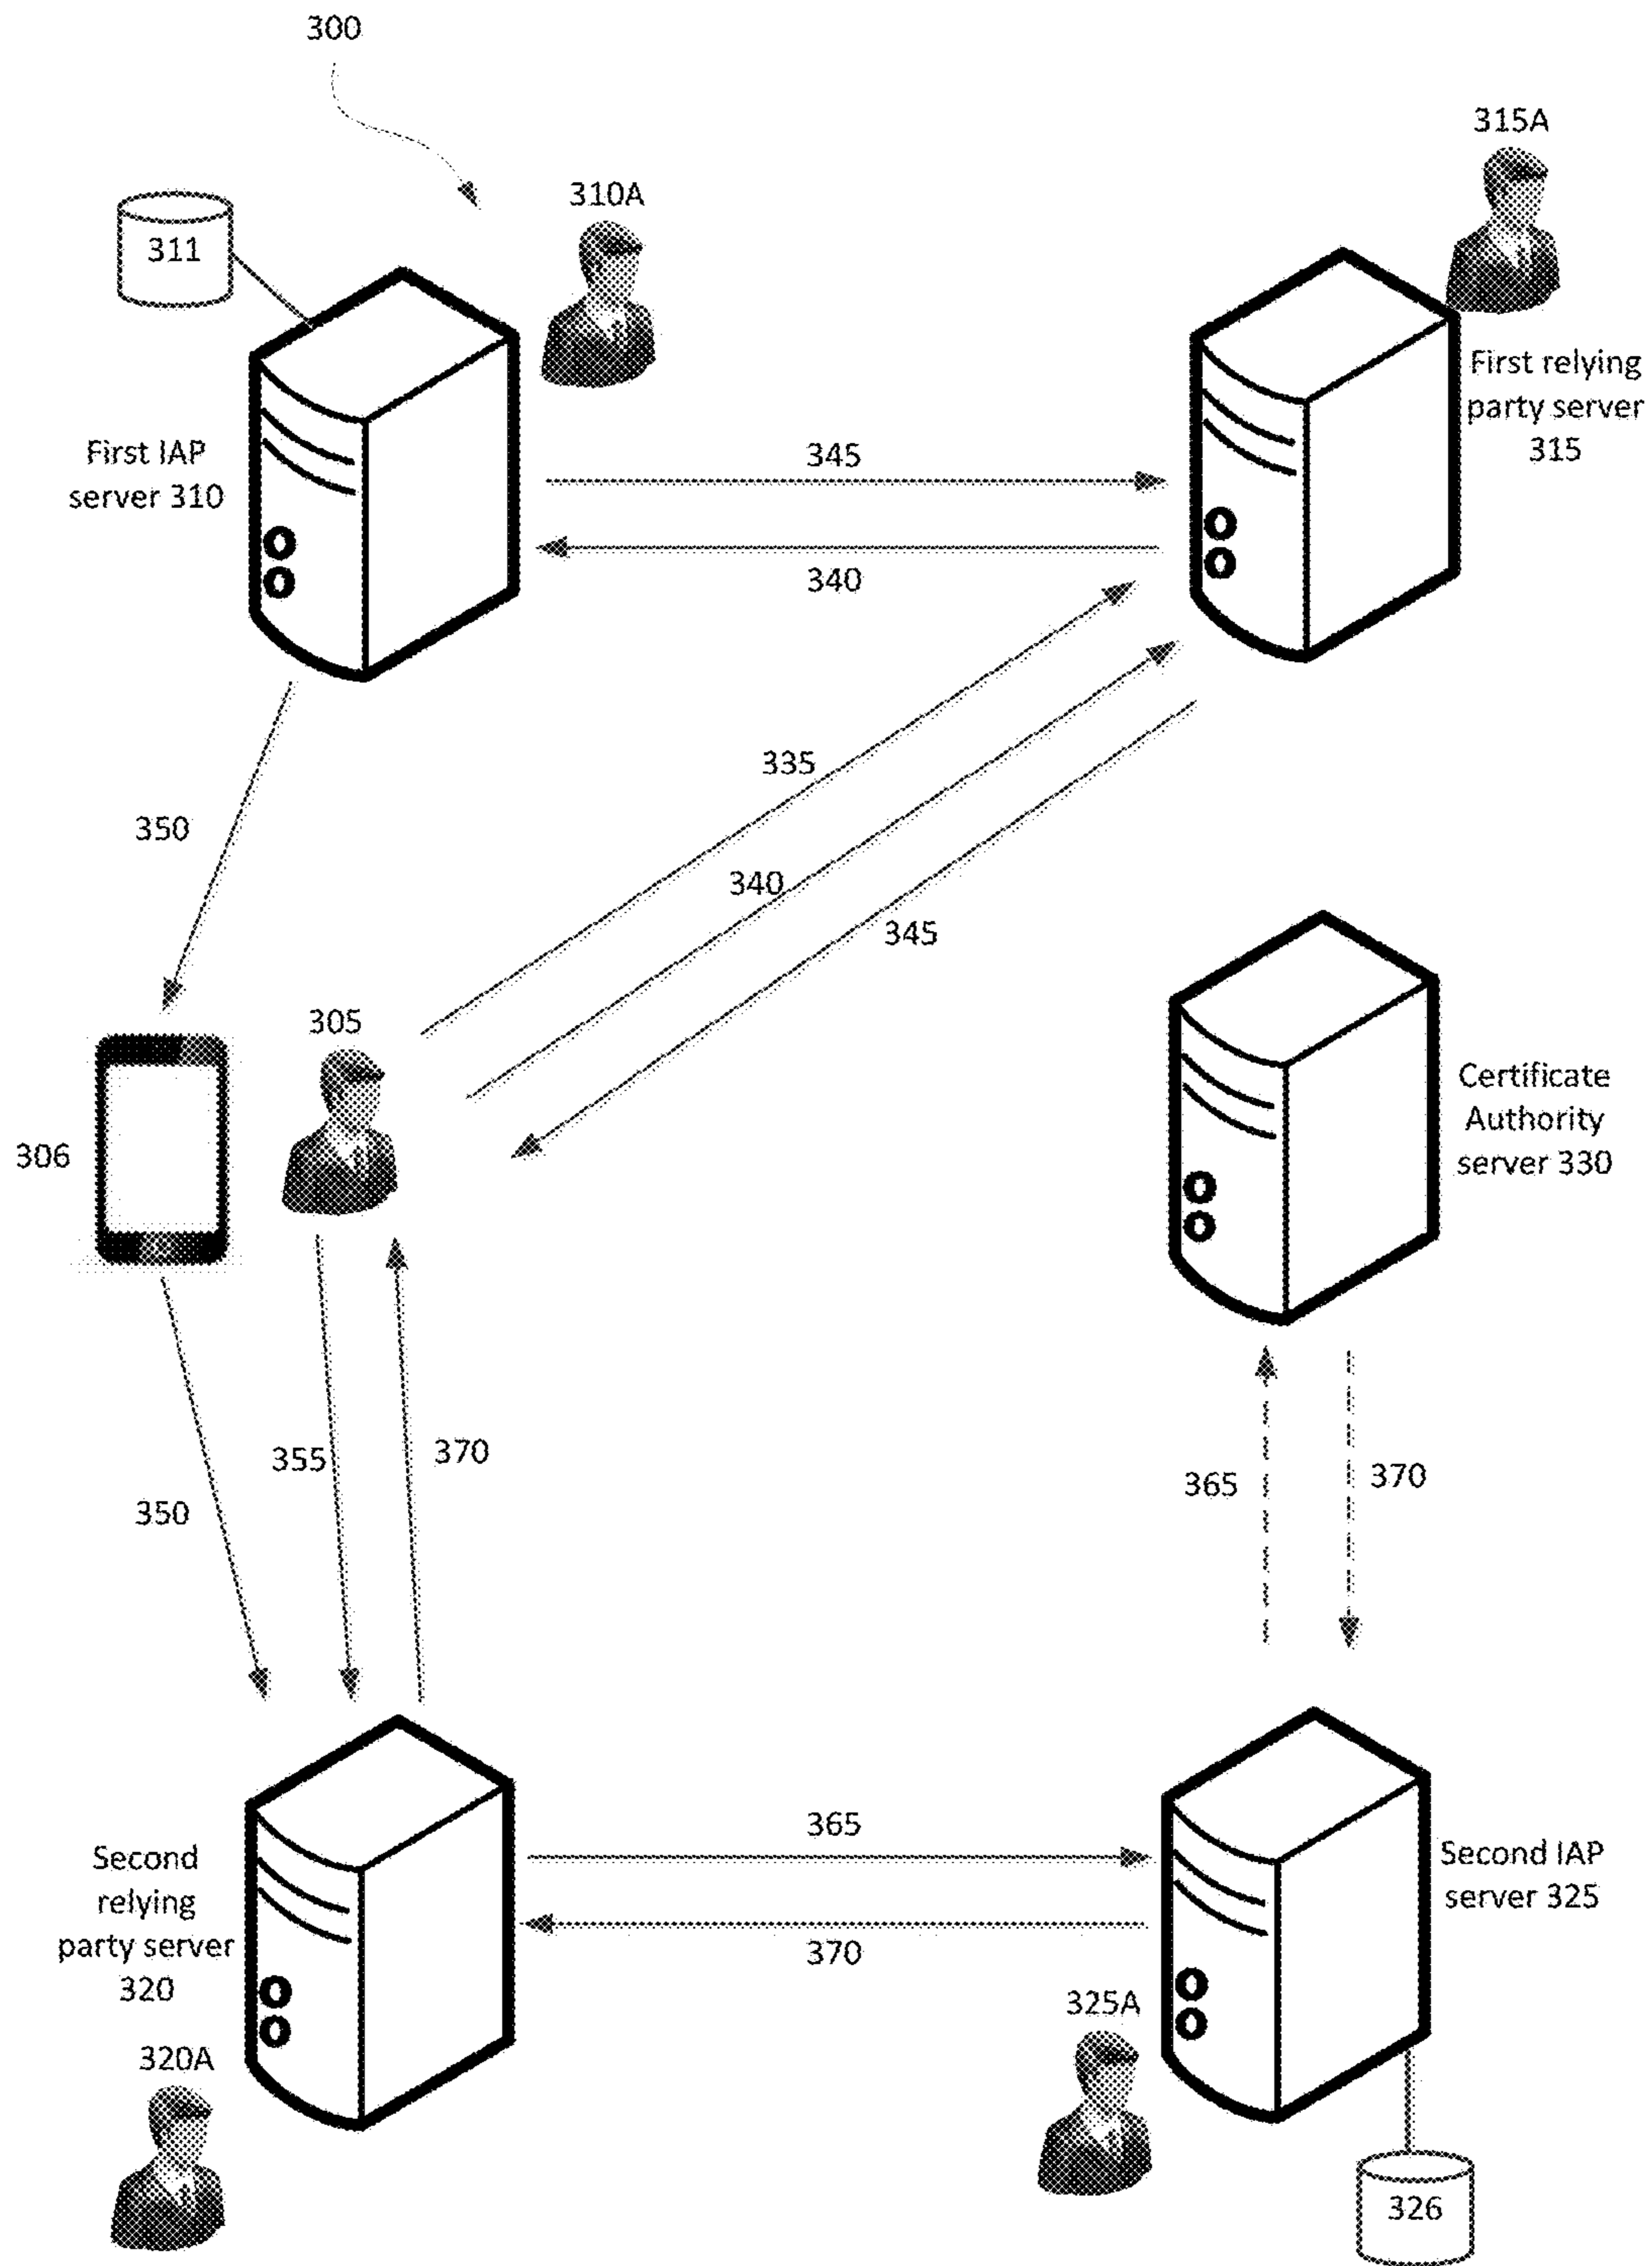 300
315A
310A
311
First relying
party server
315
First IAP
server 310
345
340
335
350
340
345
305
306
Certificate
Authority
server 330
355
370
365
370
350
365
370
Second
relying
party server
320
Second IAP
server 325
325A
320A
326